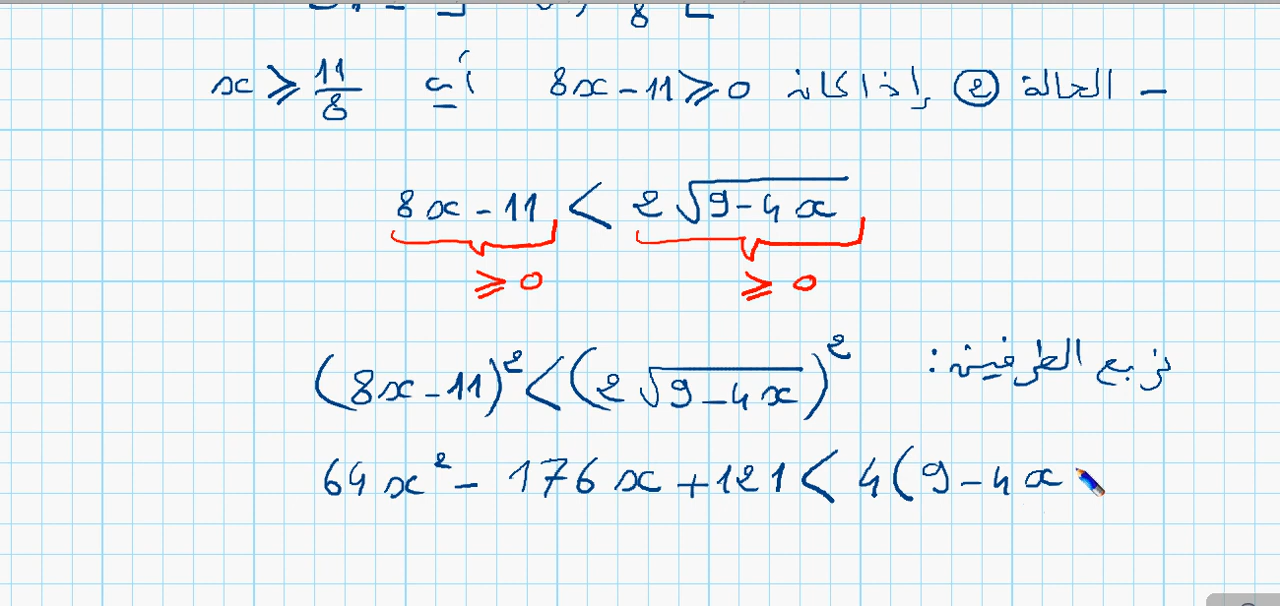 - الحالة ② إذا كان 8x - 11 ⩾ 0 أي x ⩾ 11/8
8x - 11 < 2√(9 - 4x)
⩾ 0 ⩾ 0
نربع الطرفين :
(8x - 11)² < (2√(9 - 4x))²
64x² - 176x + 121 < 4(9 - 4x